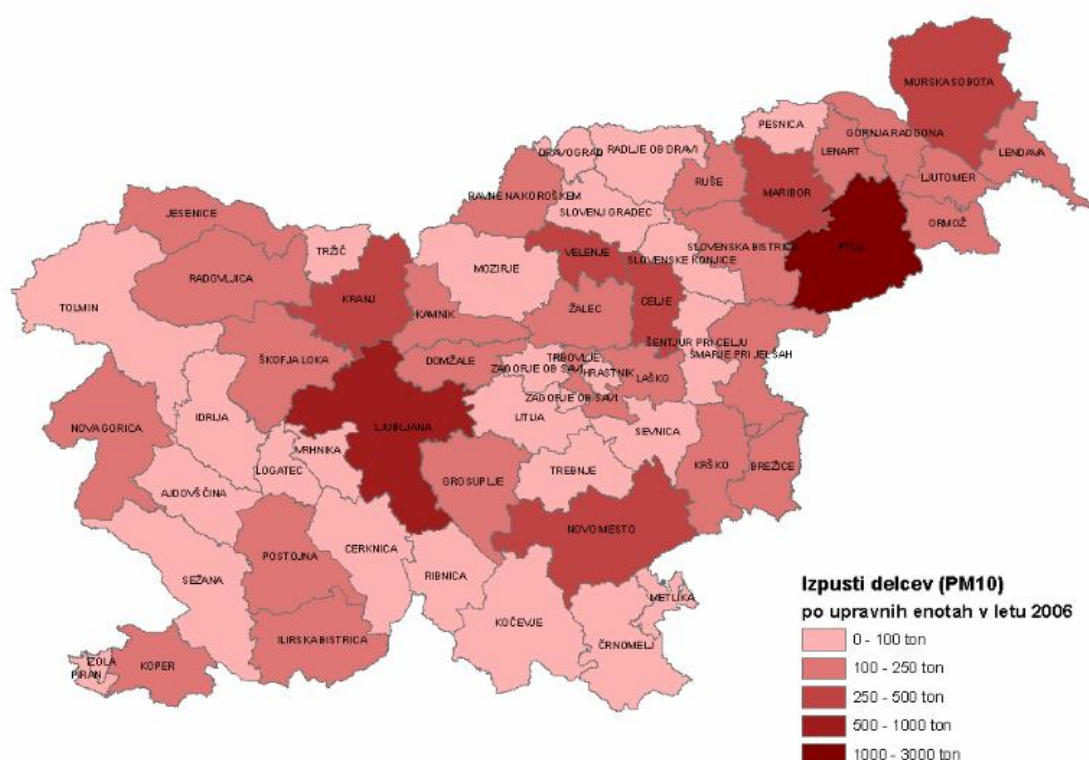 MURSKA SOBOTA
PESNICA
GORNJA RADGONA
DRAVOGRAD
RADLJE OB DRAVI
LENART
LENDAVA
RUŠE
LJUTOMER
RAVNE NA KOROŠKEM
MARIBOR
JESENICE
SLOVENJ GRADEC
ORMOŽ
TRŽIČ
SLOVENSKA BISTRICA
PTUJ
VELENJE
SLOVENSKE KONJICE
RADOVLJICA
MOZIRJE
KRANJ
CELJE
TOLMIN
ŽALEC
KAMNIK
ŠENTJUR PRI CELJU
ŠKOFJA LOKA
DOMŽALE
TRBOVLJE
ŠMARJE PRI JELŠAH
ZAGORJE OB SAVI
HRASTNIK
LAŠKO
ZAGORJE OB SAVI
IDRIJA
LITIJA
NOVA GORICA
LJUBLJANA
SEVNICA
VRHNIKA
LOGATEC
TREBNJE
KRŠKO
BREŽICE
GROSUPLJE
AJDOVŠČINA
NOVO MESTO
CERKNICA
POSTOJNA
SEŽANA
RIBNICA
METLIKA
KOČEVJE
ILIRSKA BISTRICA
ČRNOMELJ
IZOLA
KOPER
PIRAN
Izpusti delcev (PM10)
po upravnih enotah v letu 2006
0 - 100 ton
100 - 250 ton
250 - 500 ton
500 - 1000 ton
1000 - 3000 ton